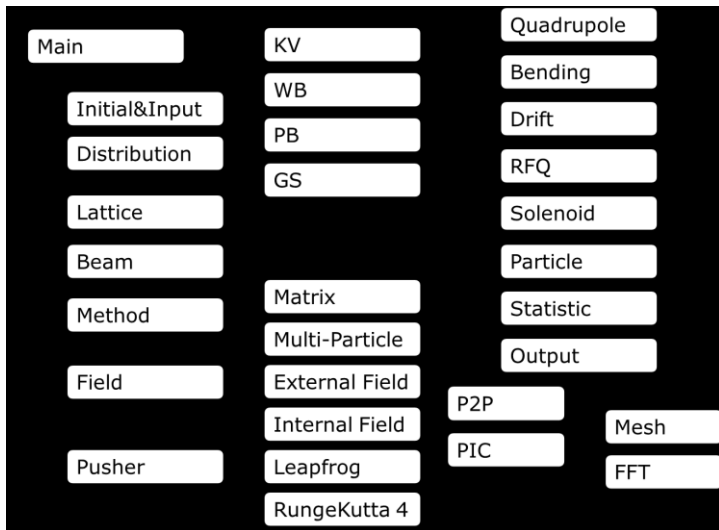 Main
Initial&Input
Distribution
Lattice
Beam
Method
Field
Pusher
KV
WB
PB
GS
Matrix
Multi-Particle
External Field
Internal Field
Leapfrog
RungeKutta 4
Quadrupole
Bending
Drift
RFQ
Solenoid
Particle
Statistic
Output
P2P
PIC
Mesh
FFT